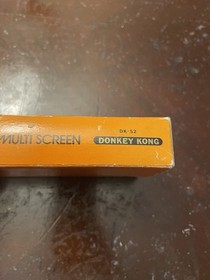 DK-52
MULTI SCREEN DONKEY KONG